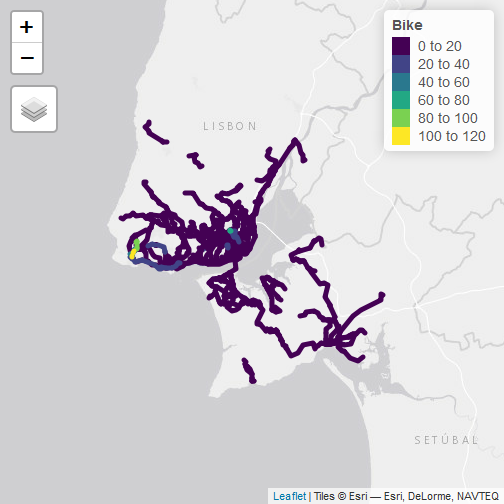 +
−
Bike
0 to 20
20 to 40
40 to 60
60 to 80
80 to 100
100 to 120
LISBON
SETÚBAL
Leaflet | Tiles © Esri — Esri, DeLorme, NAVTEQ